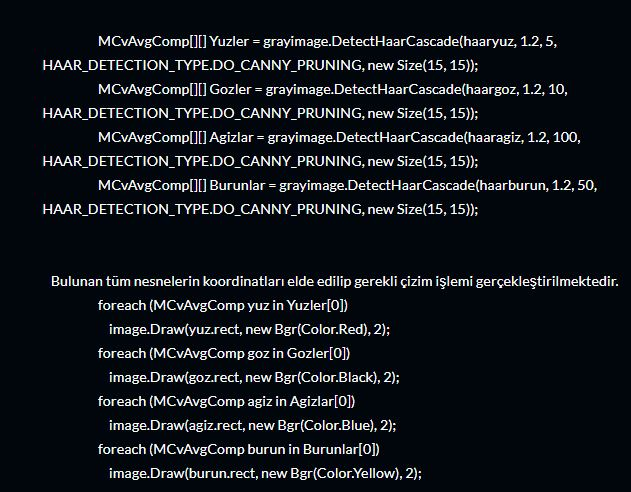 MCvAvgComp[][] Yuzler = grayimage.DetectHaarCascade(haaryuz, 1.2, 5,
HAAR_DETECTION_TYPE.DO_CANNY_PRUNING, new Size(15, 15));
MCvAvgComp[][] Gozler = grayimage.DetectHaarCascade(haargoz, 1.2, 10,
HAAR_DETECTION_TYPE.DO_CANNY_PRUNING, new Size(15, 15));
MCvAvgComp[][] Agizlar = grayimage.DetectHaarCascade(haaragiz, 1.2, 100,
HAAR_DETECTION_TYPE.DO_CANNY_PRUNING, new Size(15, 15));
MCvAvgComp[][] Burunlar = grayimage.DetectHaarCascade(haarburun, 1.2, 50,
HAAR_DETECTION_TYPE.DO_CANNY_PRUNING, new Size(15, 15));
Bulunan tüm nesnelerin koordinatları elde edilip gerekli çizim işlemi gerçekleştirilmektedir.
foreach (MCvAvgComp yuz in Yuzler[0])
image.Draw(yuz.rect, new Bgr(Color.Red), 2);
foreach (MCvAvgComp goz in Gozler[0])
image.Draw(goz.rect, new Bgr(Color.Black), 2);
foreach (MCvAvgComp agiz in Agizlar[0])
image.Draw(agiz.rect, new Bgr(Color.Blue), 2);
foreach (MCvAvgComp burun in Burunlar[0])
image.Draw(burun.rect, new Bgr(Color.Yellow), 2);